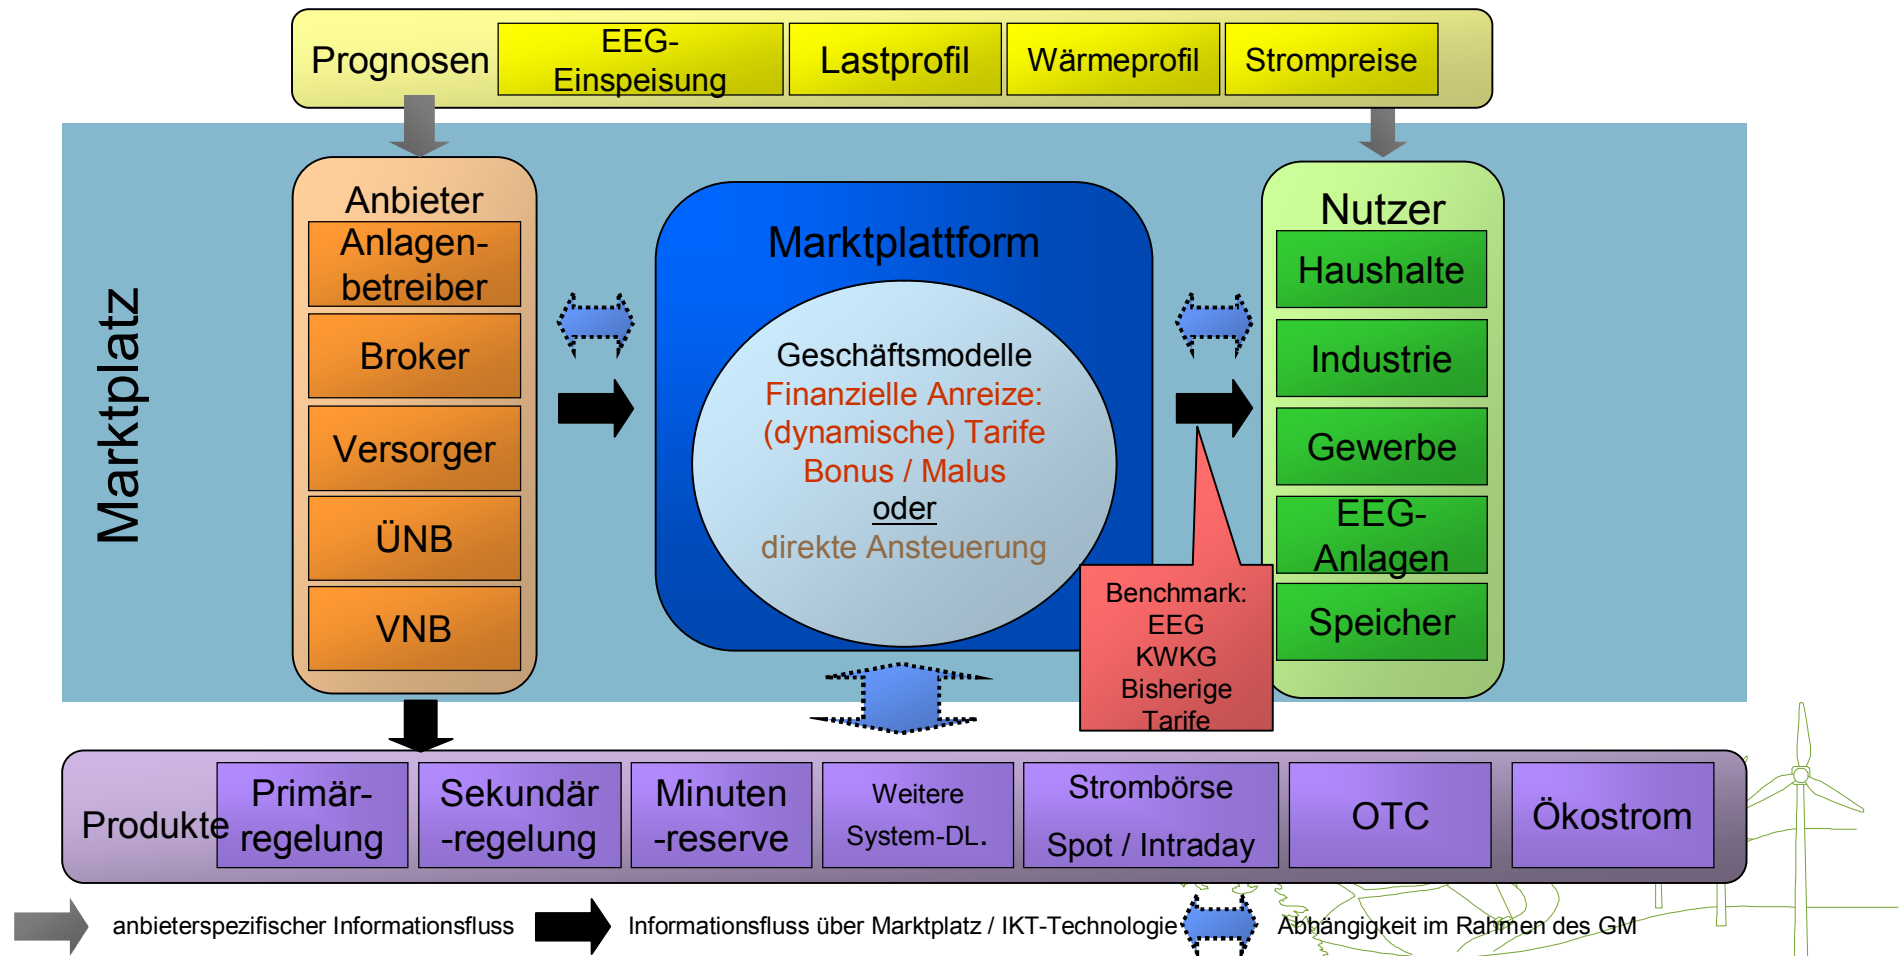 Prognosen
EEG-
Einspeisung
Lastprofil
Wärmeprofil
Strompreise
Marktplatz
Anbieter
Anlagen-
betreiber
Broker
Versorger
ÜNB
VNB
Marktplattform
Geschäftsmodelle
Finanzielle Anreize:
(dynamische) Tarife
Bonus / Malus
oder
direkte Ansteuerung
Nutzer
Haushalte
Industrie
Gewerbe
EEG-
Anlagen
Speicher
Benchmark:
EEG
KWKG
Bisherige
Tarife
Produkte
Primär-
regelung
Sekundär
-regelung
Minuten
-reserve
Weitere
System-DL.
Strombörse
Spot / Intraday
OTC
Ökostrom
anbieterspezifischer Informationsfluss
Informationsfluss über Marktplatz / IKT-Technologie
Abhängigkeit im Rahmen des GM